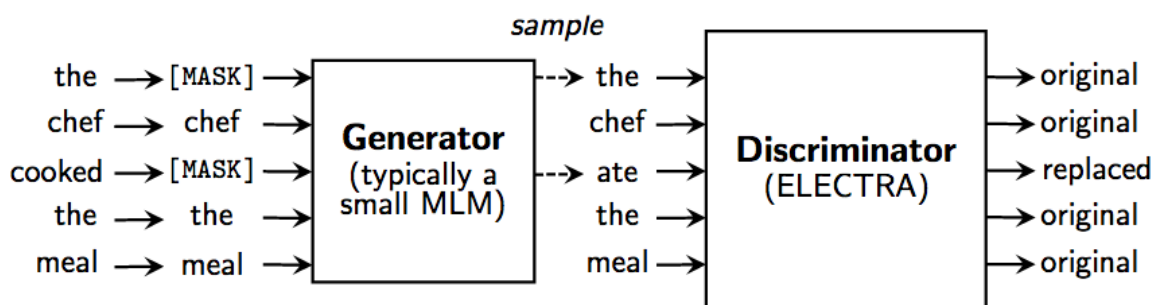 sample
the [MASK] the original
chef chef chef original
cooked [MASK] ate replaced
the the the original
meal meal meal original
Generator
(typically a
small MLM)
Discriminator
(ELECTRA)